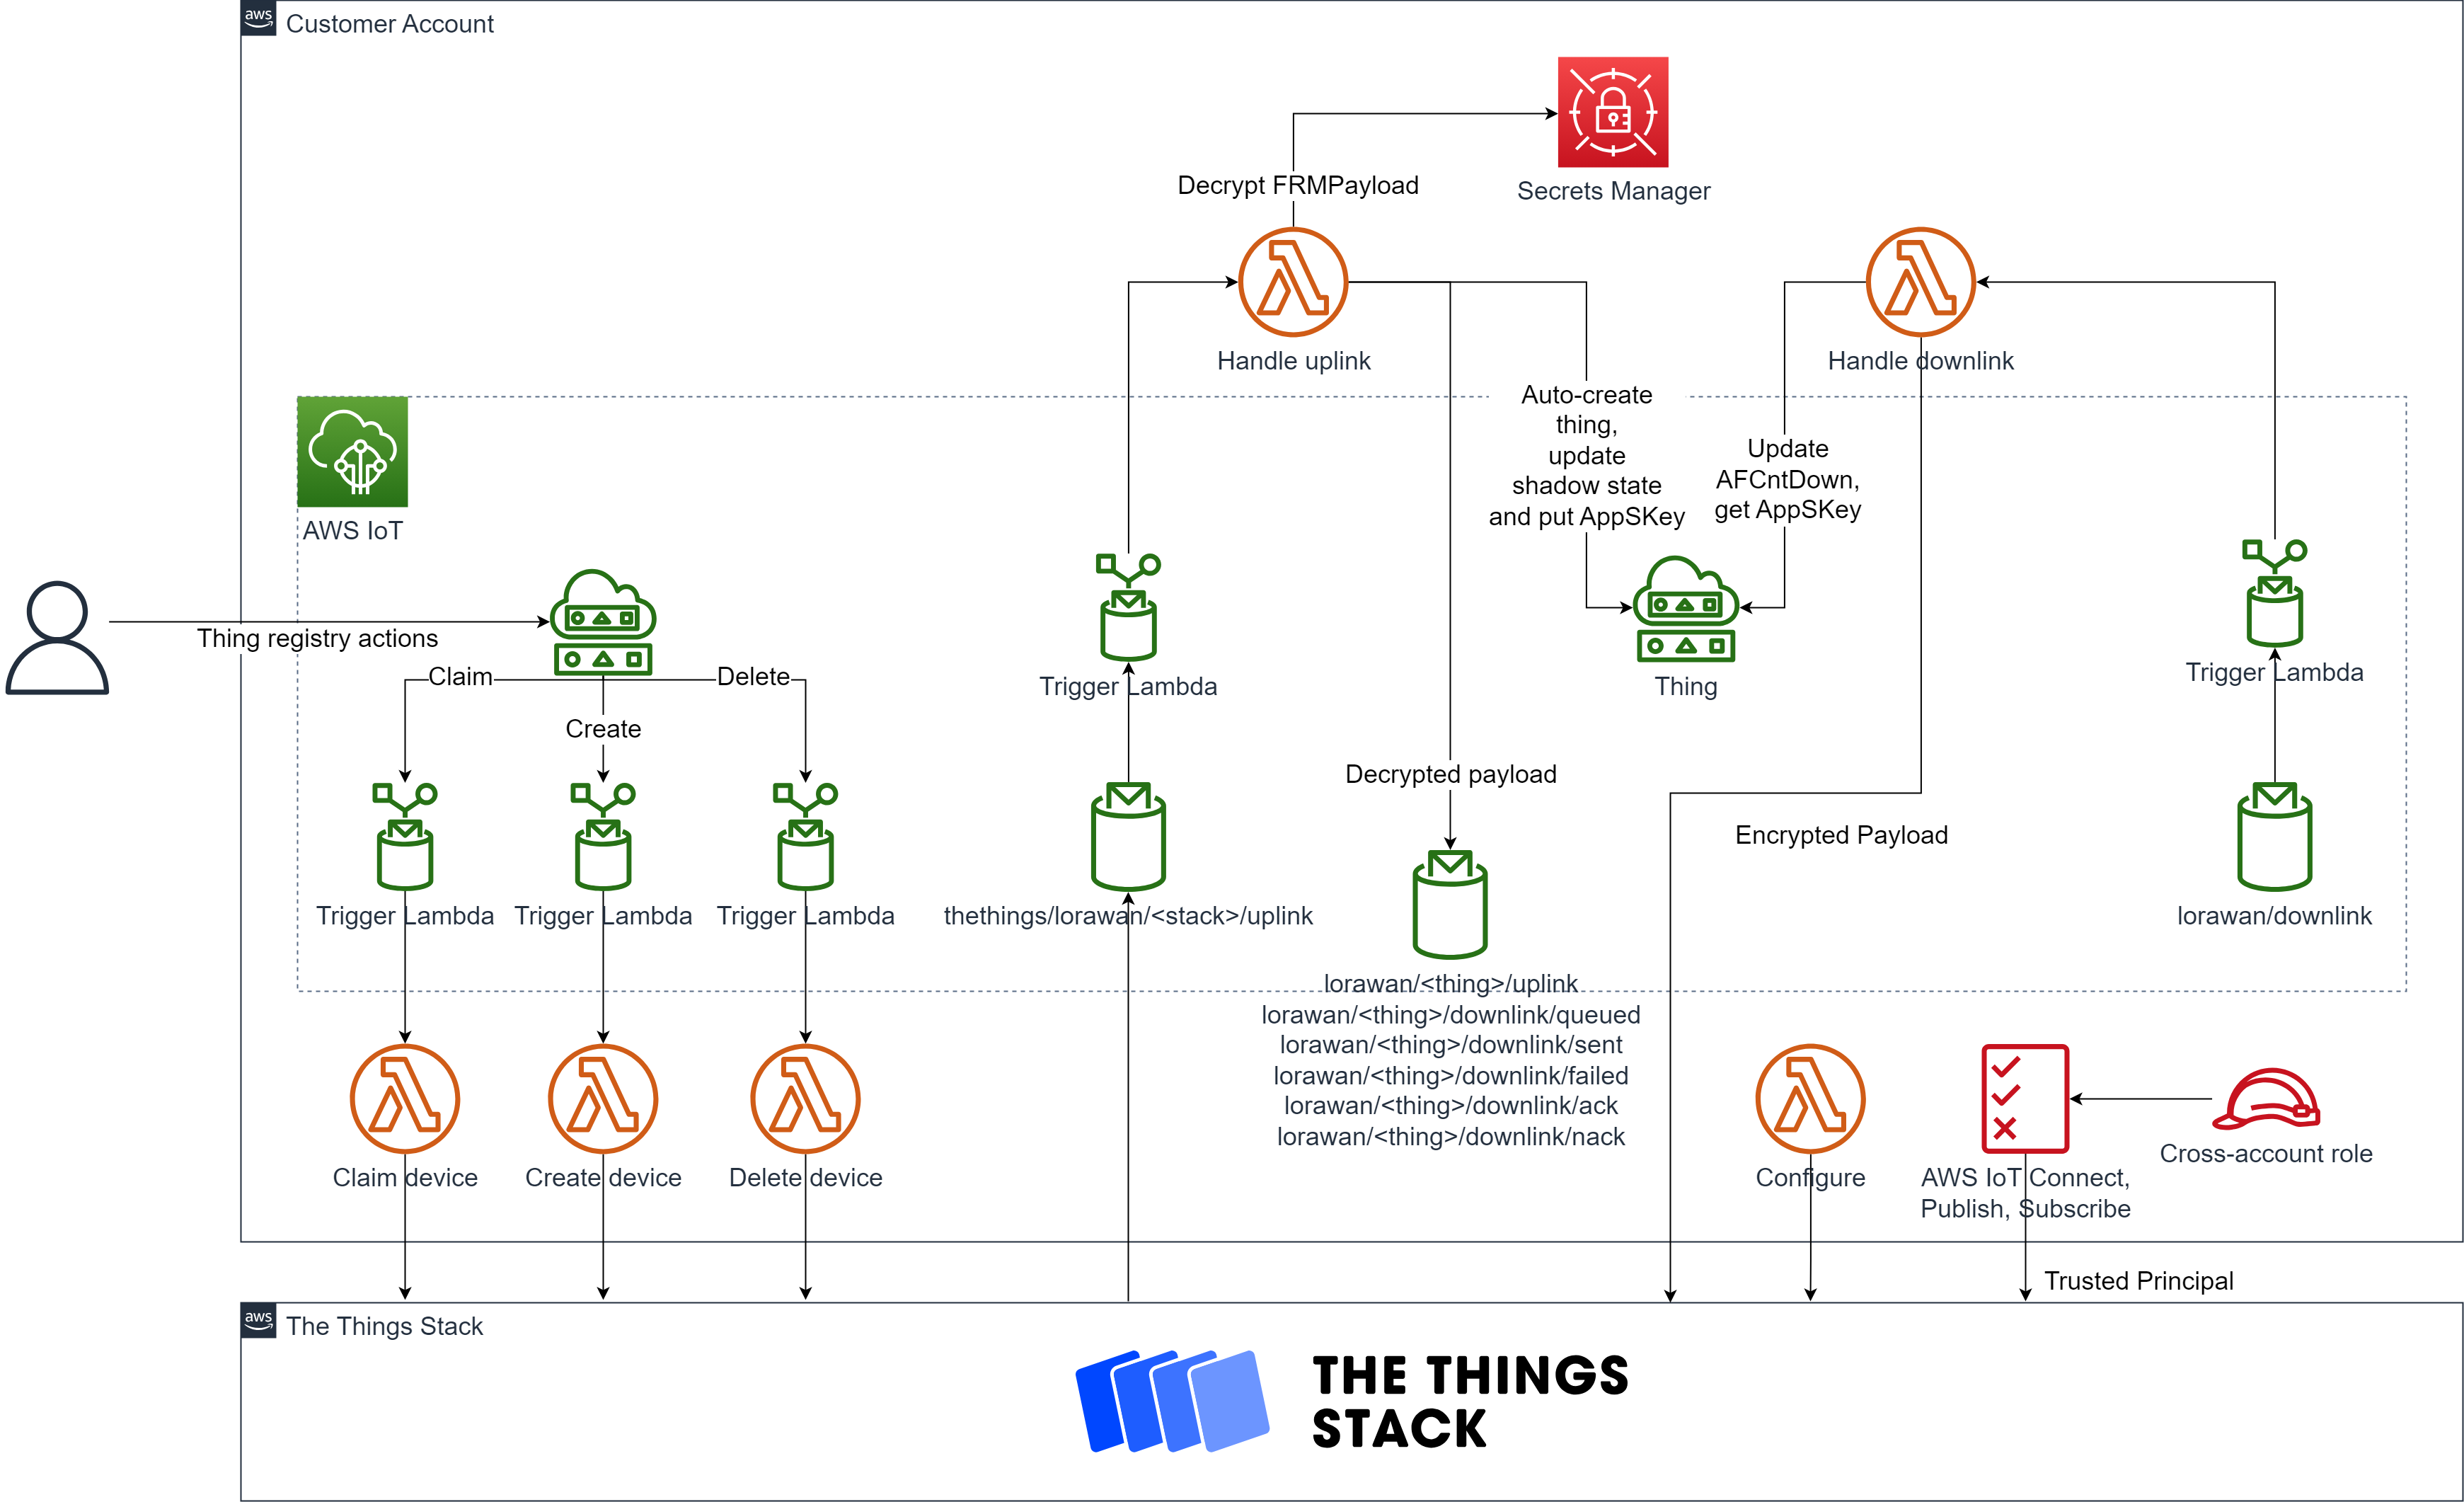 aws
Customer Account
Decrypt FRMPayload
Secrets Manager
Handle uplink
Handle downlink
AWS IoT
Auto-create
thing,
update
shadow state
and put AppSKey
Update
AFCntDown,
get AppSKey
Thing registry actions
Claim
Create
Delete
Trigger Lambda
Thing
Trigger Lambda
Decrypted payload
Encrypted Payload
Trigger Lambda
Trigger Lambda
Trigger Lambda
thethings/lorawan/<stack>/uplink
lorawan/downlink
lorawan/<thing>/uplink
lorawan/<thing>/downlink/queued
lorawan/<thing>/downlink/sent
lorawan/<thing>/downlink/failed
lorawan/<thing>/downlink/ack
lorawan/<thing>/downlink/nack
Claim device
Create device
Delete device
Configure
AWS IoT Connect,
Publish, Subscribe
Cross-account role
Trusted Principal
aws
The Things Stack
THE THINGS
STACK